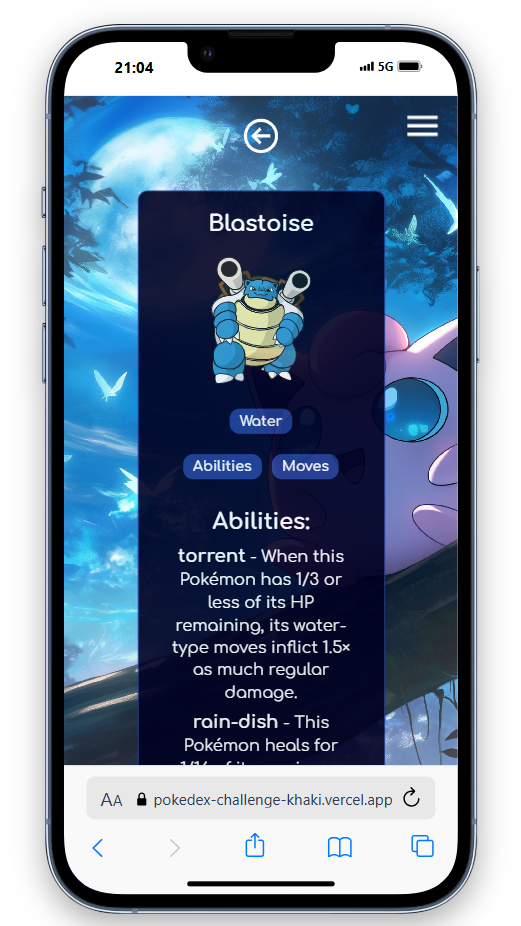 21:04
5G
Blastoise
Water
Abilities Moves
Abilities:
torrent - When this
Pokémon has 1/3 or
less of its HP
remaining, its water-
type moves inflict 1.5×
as much regular
damage.
rain-dish - This
Pokémon heals for
AA pokedex-challenge-khaki.vercel.app